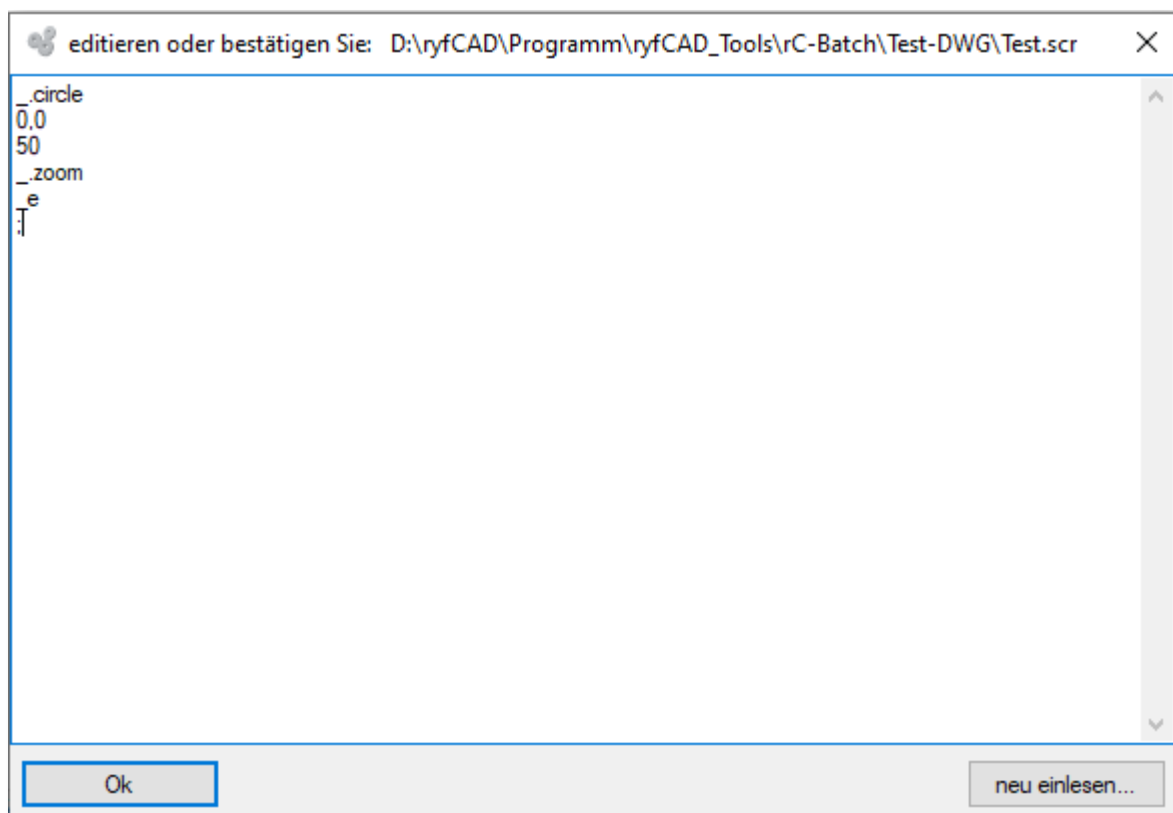 editieren oder bestätigen Sie: D:\ryfCAD\Programm\ryfCAD_Tools\rC-Batch\Test-DWG\Test.scr
_.circle
0,0
50
_.zoom
_e
;
Ok
neu einlesen...